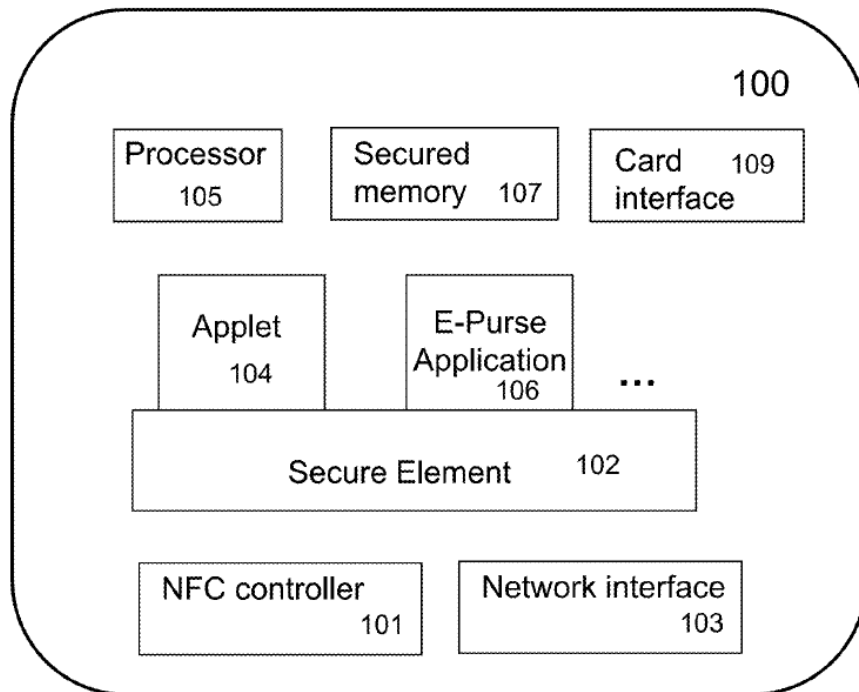 100
Processor
105
Secured
memory 107
Card 109
interface
Applet
104
E-Purse
Application
106
...
Secure Element 102
NFC controller
101
Network interface
103